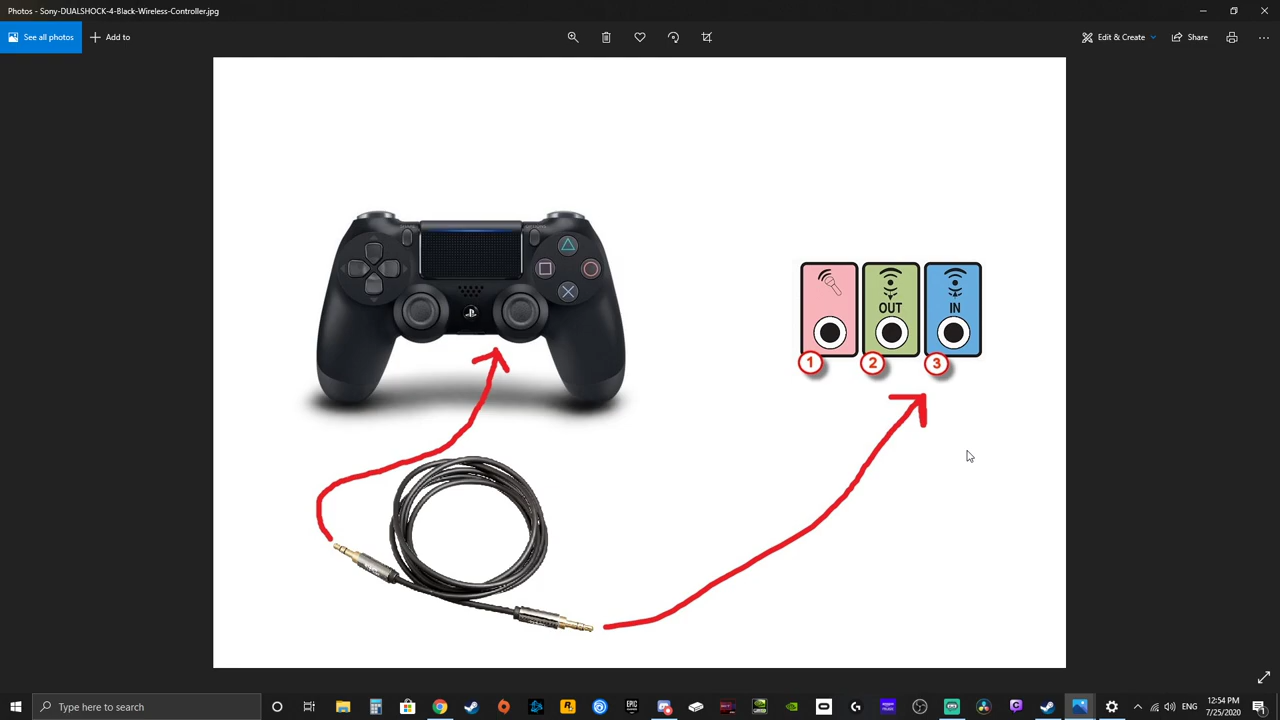 Photos - Sony-DUALSHOCK-4-Black-Wireless-Controller.jpg
See all photos
Add to
Edit & Create
Share
OUT
IN
1
2
3
Type here to search
ENG
12:54 PM
7/25/2020